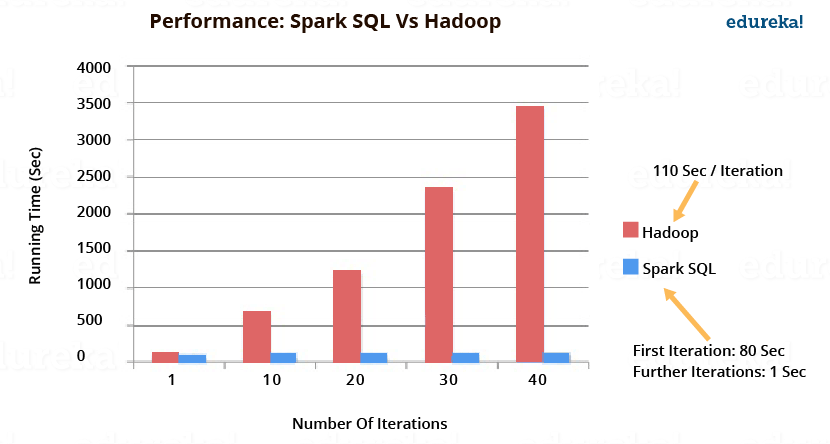 Performance: Spark SQL Vs Hadoop
edureka!
4000
3500
3000
2500
2000
1500
1000
500
0
Running Time (Sec)
1 10 20 30 40
Number Of Iterations
110 Sec / Iteration
Hadoop
Spark SQL
First Iteration: 80 Sec
Further Iterations: 1 Sec